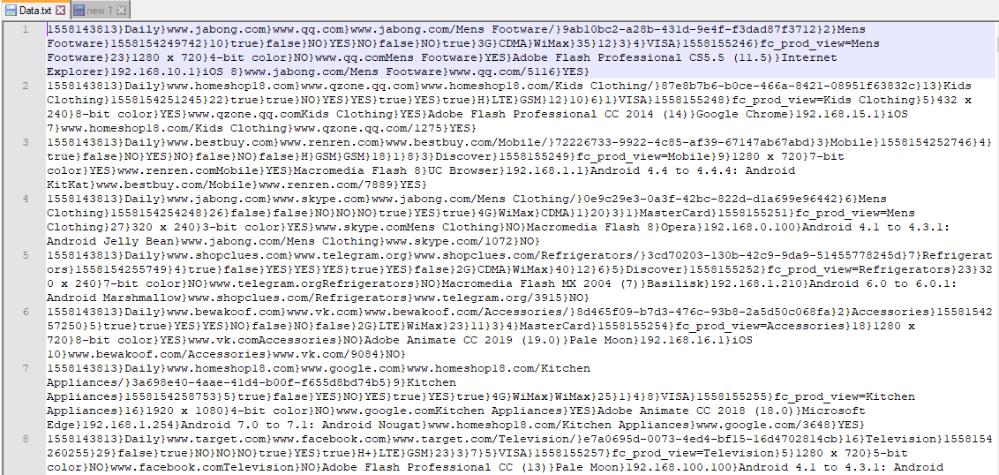 Data.txt new 1
1 1558143813}Daily}www.jabong.com}www.qq.com}www.jabong.com/Mens Footware/}9ab10bc2-a28b-431d-9e4f-f3dad87f3712}2}Mens
Footware}1558154249742}10}true}false}NO}YES}NO}false}NO}true}3G}CDMA}WiMax}35}12}3}4}VISA}1558155246}fc_prod_view=Mens
Footware}23}1280 x 720}4-bit color}NO}www.qq.comMens Footware}YES}Adobe Flash Professional CS5.5 (11.5)}Internet
Explorer}192.168.10.1}iOS 8}www.jabong.com/Mens Footware}www.qq.com/5116}YES}
2 1558143813}Daily}www.homeshop18.com}www.qzone.qq.com}www.homeshop18.com/Kids Clothing/}87e8b7b6-b0ce-466a-8421-08951f63832c}13}Kids
Clothing}1558154251245}22}true}true}NO}YES}YES}true}YES}true}H}LTE}GSM}12}10}6}1}VISA}1558155248}fc_prod_view=Kids Clothing}5}432 x
240}8-bit color}YES}www.qzone.qq.comKids Clothing}YES}Adobe Flash Professional CC 2014 (14)}Google Chrome}192.168.15.1}iOS
7}www.homeshop18.com/Kids Clothing}www.qzone.qq.com/1275}YES}
3 1558143813}Daily}www.bestbuy.com}www.renren.com}www.bestbuy.com/Mobile/}72226733-9922-4c85-af39-67147ab67abd}3}Mobile}1558154252746}4}
true}false}NO}YES}NO}false}NO}false}H}GSM}GSM}18}1}8}3}Discover}1558155249}fc_prod_view=Mobile}9}1280 x 720}7-bit
color}YES}www.renren.comMobile}YES}Macromedia Flash 8}UC Browser}192.168.1.1}Android 4.4 to 4.4.4: Android
KitKat}www.bestbuy.com/Mobile}www.renren.com/7889}YES}
4 1558143813}Daily}www.jabong.com}www.skype.com}www.jabong.com/Mens Clothing/}0e9c29e3-0a3f-42bc-822d-d1a699e96442}6}Mens
Clothing}1558154254248}26}false}false}NO}NO}NO}true}YES}true}4G}WiMax}CDMA}1}20}3}1}MasterCard}1558155251}fc_prod_view=Mens
Clothing}27}320 x 240}3-bit color}YES}www.skype.comMens Clothing}NO}Macromedia Flash 8}Opera}192.168.0.100}Android 4.1 to 4.3.1:
Android Jelly Bean}www.jabong.com/Mens Clothing}www.skype.com/1072}NO}
5 1558143813}Daily}www.shopclues.com}www.telegram.org}www.shopclues.com/Refrigerators/}3cd70203-130b-42c9-9da9-51455778245d}7}Refrigerat
ors}1558154255749}4}true}false}YES}YES}YES}true}YES}false}2G}CDMA}WiMax}40}12}6}5}Discover}1558155252}fc_prod_view=Refrigerators}23}32
0 x 240}7-bit color}NO}www.telegram.orgRefrigerators}NO}Macromedia Flash MX 2004 (7)}Basilisk}192.168.1.210}Android 6.0 to 6.0.1:
Android Marshmallow}www.shopclues.com/Refrigerators}www.telegram.org/3915}NO}
6 1558143813}Daily}www.bewakoof.com}www.vk.com}www.bewakoof.com/Accessories/}8d465f09-b7d3-476c-93b8-2a5d50c068fa}2}Accessories}15581542
57250}5}true}true}YES}YES}NO}false}NO}false}2G}LTE}WiMax}23}11}3}4}MasterCard}1558155254}fc_prod_view=Accessories}18}1280 x
720}8-bit color}YES}www.vk.comAccessories}NO}Adobe Animate CC 2019 (19.0)}Pale Moon}192.168.16.1}iOS
10}www.bewakoof.com/Accessories}www.vk.com/9084}NO}
7 1558143813}Daily}www.homeshop18.com}www.google.com}www.homeshop18.com/Kitchen
Appliances/}3a698e40-4aae-41d4-b00f-f655d8bd74b5}9}Kitchen
Appliances}1558154258753}5}true}false}YES}NO}YES}true}YES}true}4G}WiMax}WiMax}25}1}4}8}VISA}1558155255}fc_prod_view=Kitchen
Appliances}16}1920 x 1080}4-bit color}NO}www.google.comKitchen Appliances}YES}Adobe Animate CC 2018 (18.0)}Microsoft
Edge}192.168.1.254}Android 7.0 to 7.1: Android Nougat}www.homeshop18.com/Kitchen Appliances}www.google.com/3648}YES}
8 1558143813}Daily}www.target.com}www.facebook.com}www.target.com/Television/}e7a0695d-0073-4ed4-bf15-16d4702814cb}16}Television}1558154
260255}29}false}true}NO}NO}NO}true}YES}true}H+}LTE}GSM}23}3}7}5}VISA}1558155257}fc_prod_view=Television}5}1280 x 720}5-bit
color}NO}www.facebook.comTelevision}NO}Adobe Flash Professional CC (13)}Pale Moon}192.168.100.100}Android 4.1 to 4.3.1: Android